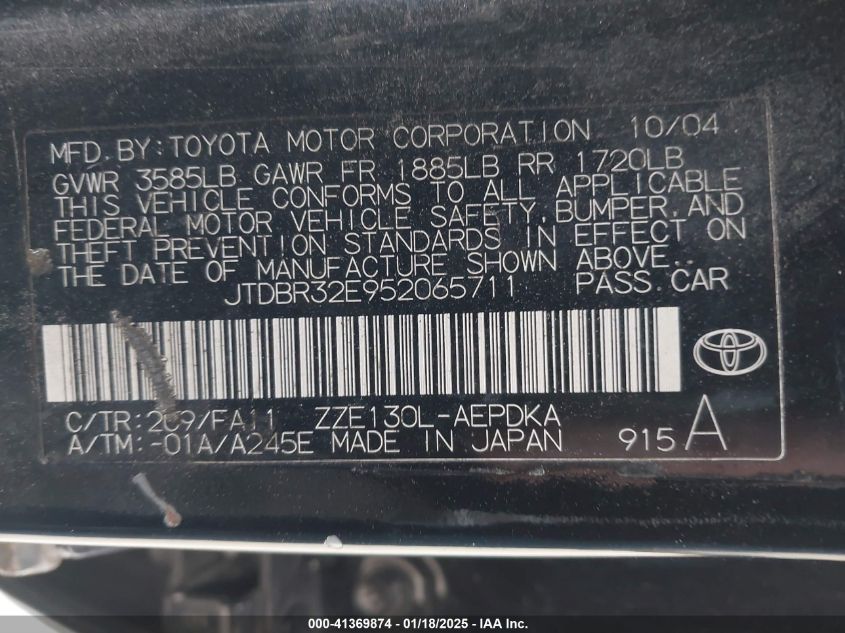 MFD. BY: TOYOTA MOTOR CORPORATION 10/04
GVWR 3585LB GAWR FR 1885LB RR 1720LB
THIS VEHICLE CONFORMS TO ALL APPLICABLE
FEDERAL MOTOR VEHICLE SAFETY, BUMPER, AND
THEFT PREVENTION STANDARDS IN EFFECT ON
THE DATE OF MANUFACTURE SHOWN ABOVE..
JTDBR32E952065711 PASS. CAR
C/TR: 209/FA11 ZZE130L-AEPDKA
A/TM: -01A/A245E MADE IN JAPAN 915 A
000-41369874 - 01/18/2025 - IAA Inc.